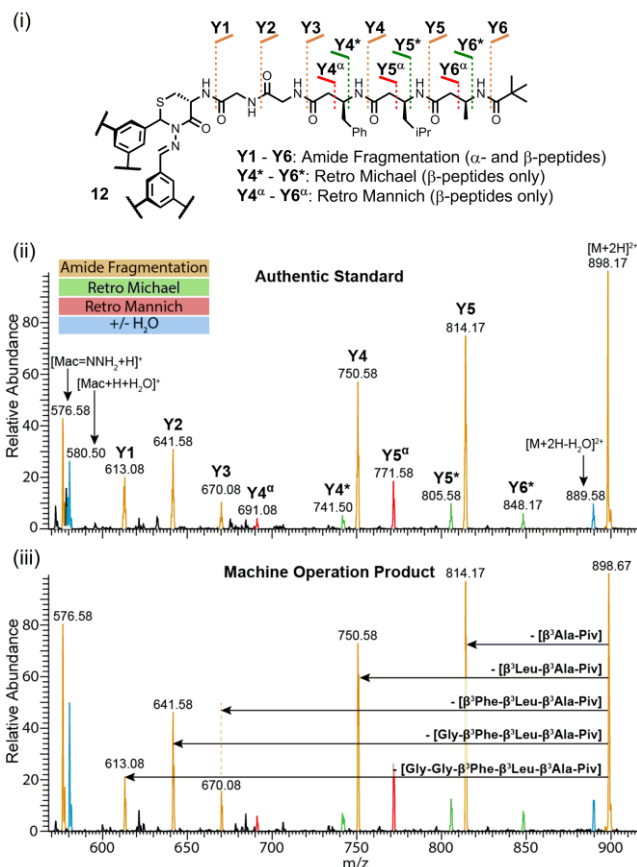 (i)
Y1 Y2 Y3 Y4* Y4 Y5* Y5 Y6* Y6
Y4α Y5α Y6α
S
H
N
O
N
H
O
H
N
O
N
H
O
N
H
O
N
H
O
N
O
N
Ph
iPr
12
Y1 - Y6: Amide Fragmentation (α- and β-peptides)
Y4* - Y6*: Retro Michael (β-peptides only)
Y4α - Y6α: Retro Mannich (β-peptides only)
(ii)
Amide Fragmentation
Retro Michael
Retro Mannich
+/- H2O
Authentic Standard
[M+2H]2+
898.17
[Mac=NNH2+H]+
[Mac+H+H2O]+
576.58
580.50
Y1
613.08
Y2
641.58
Y3
670.08
Y4α
691.08
Y4*
741.50
Y4
750.58
Y5α
771.58
Y5*
805.58
Y5
814.17
Y6*
848.17
[M+2H-H2O]2+
889.58
Relative Abundance
80
60
40
20
0
(iii)
Machine Operation Product
576.58
613.08
641.58
670.08
750.58
814.17
898.67
- [β3Ala-Piv]
- [β3Leu-β3Ala-Piv]
- [β3Phe-β3Leu-β3Ala-Piv]
- [Gly-β3Phe-β3Leu-β3Ala-Piv]
- [Gly-Gly-β3Phe-β3Leu-β3Ala-Piv]
Relative Abundance
80
60
40
20
0
600 650 700 750 800 850 900
m/z